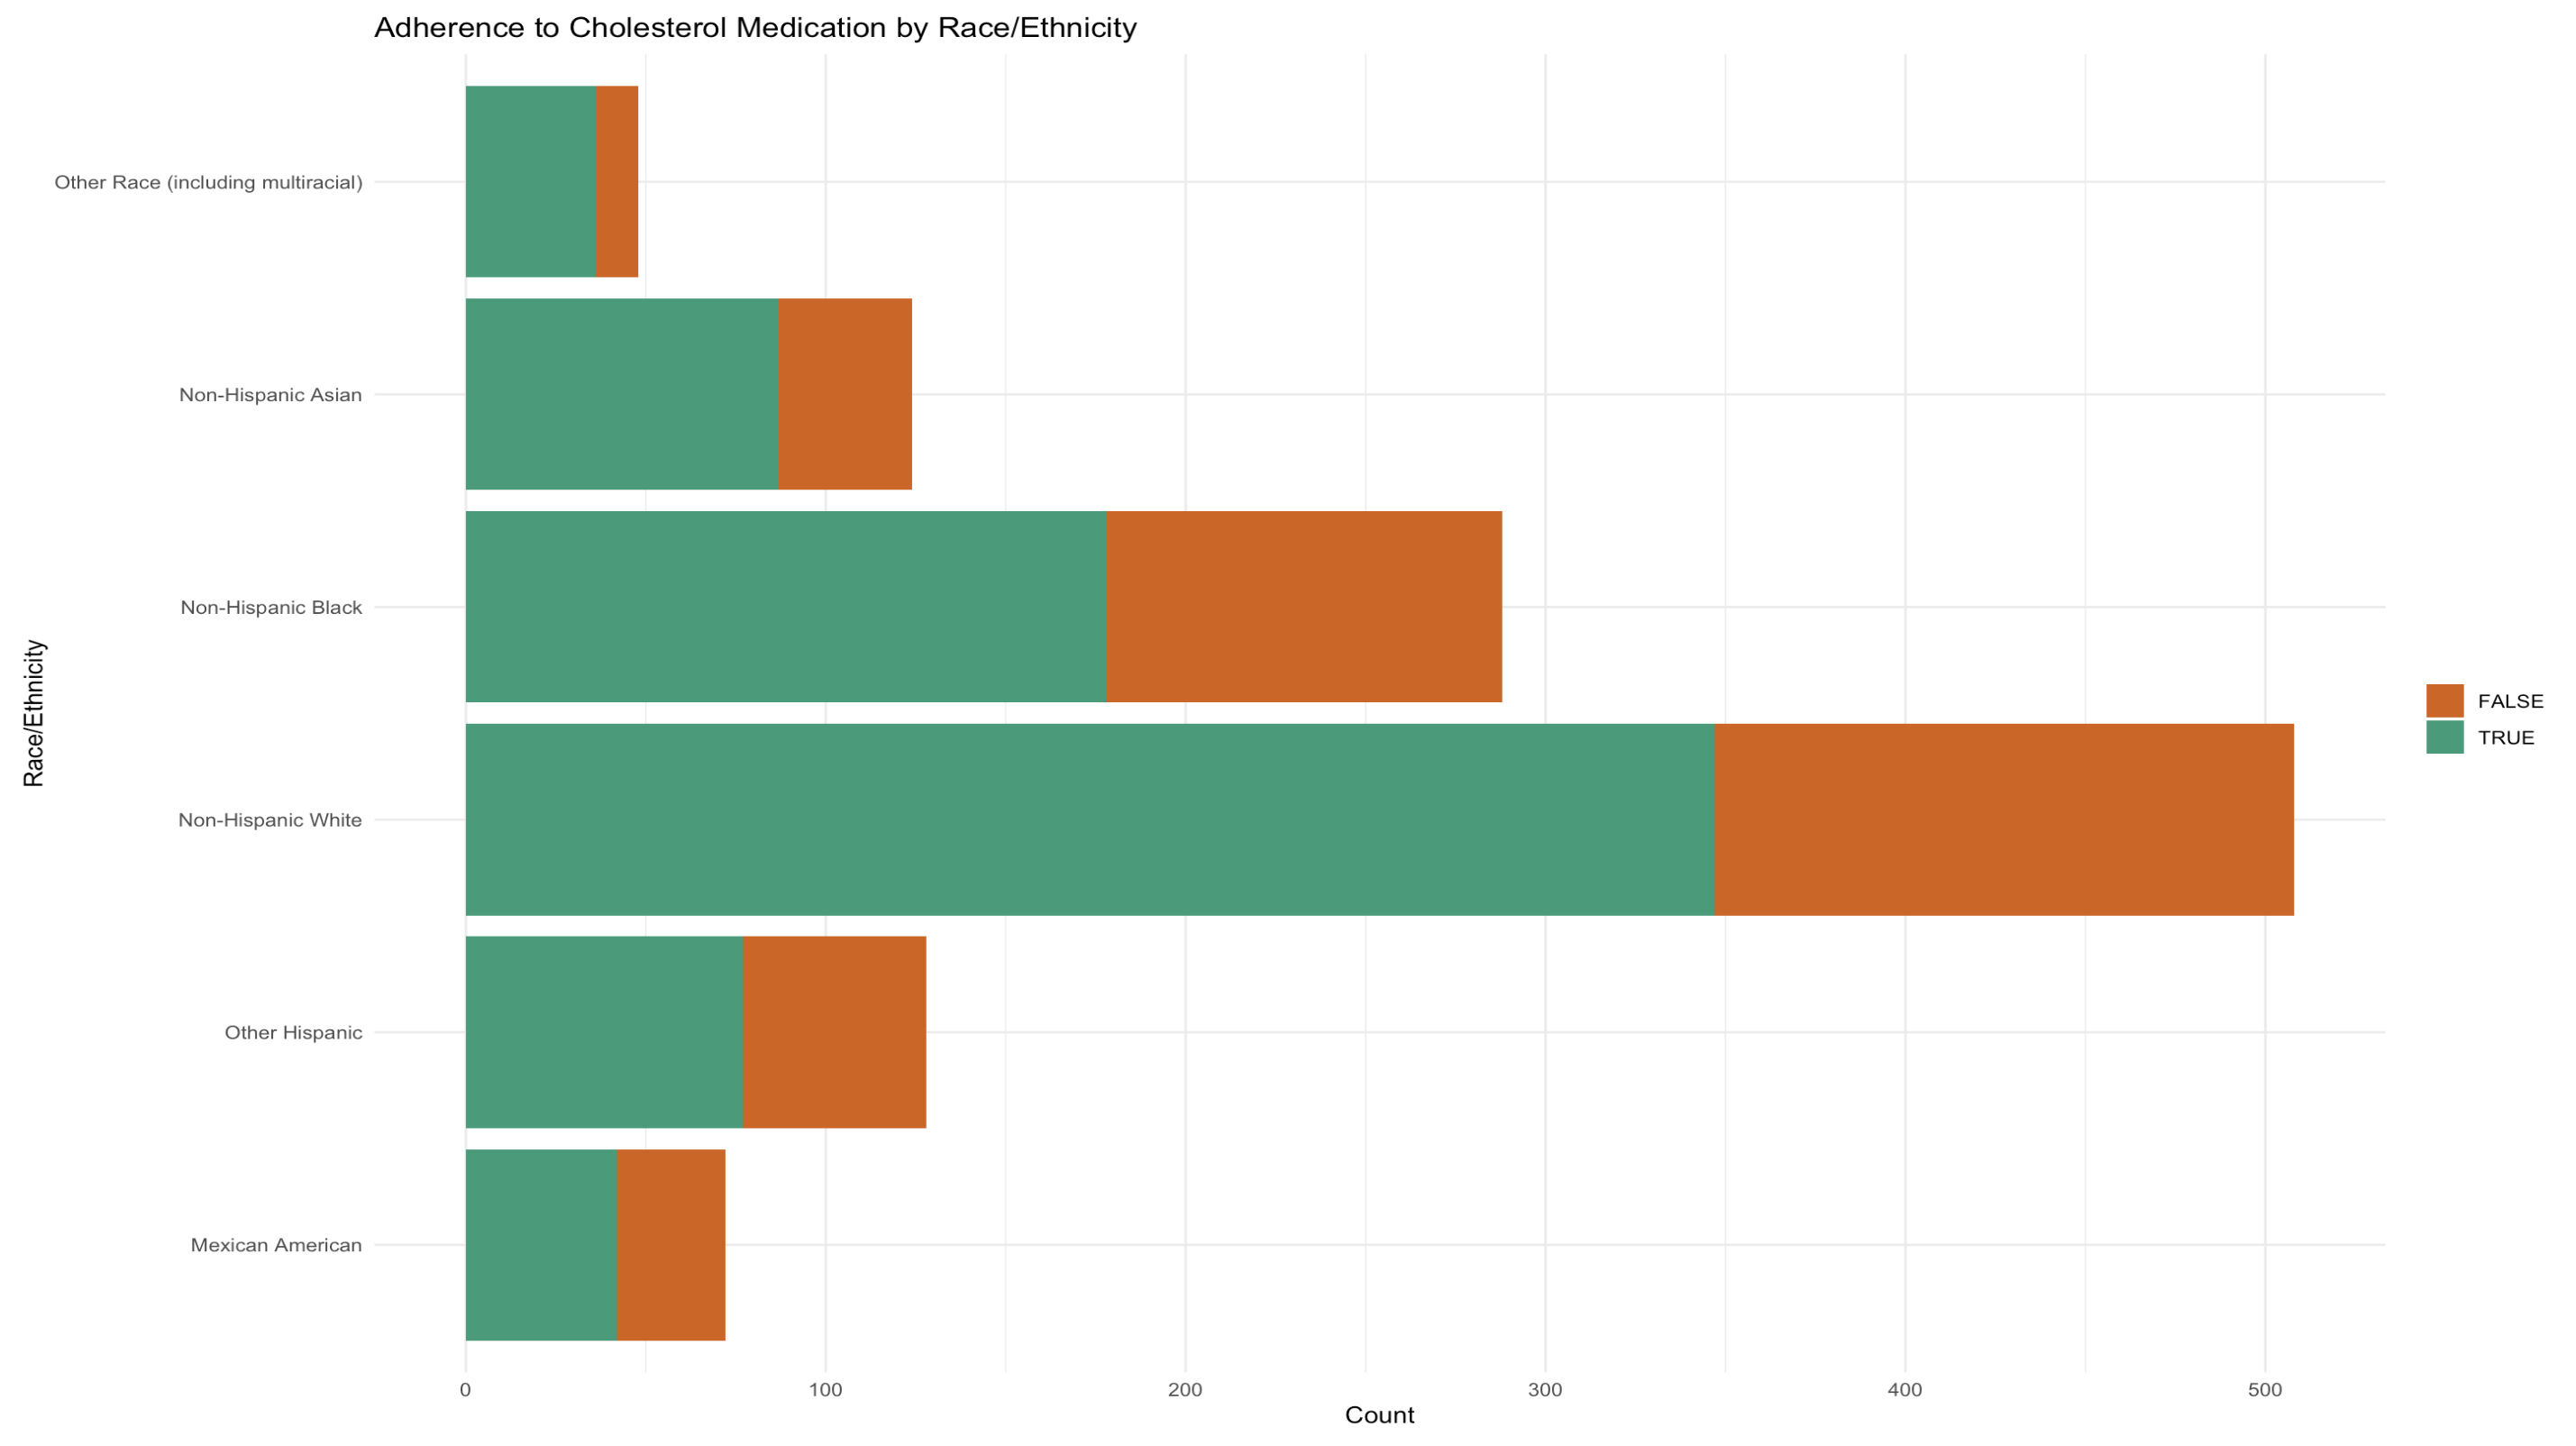 Adherence to Cholesterol Medication by Race/Ethnicity
Race/Ethnicity
Other Race (including multiracial)
Non-Hispanic Asian
Non-Hispanic Black
Non-Hispanic White
Other Hispanic
Mexican American
0 100 200 300 400 500
Count
FALSE
TRUE